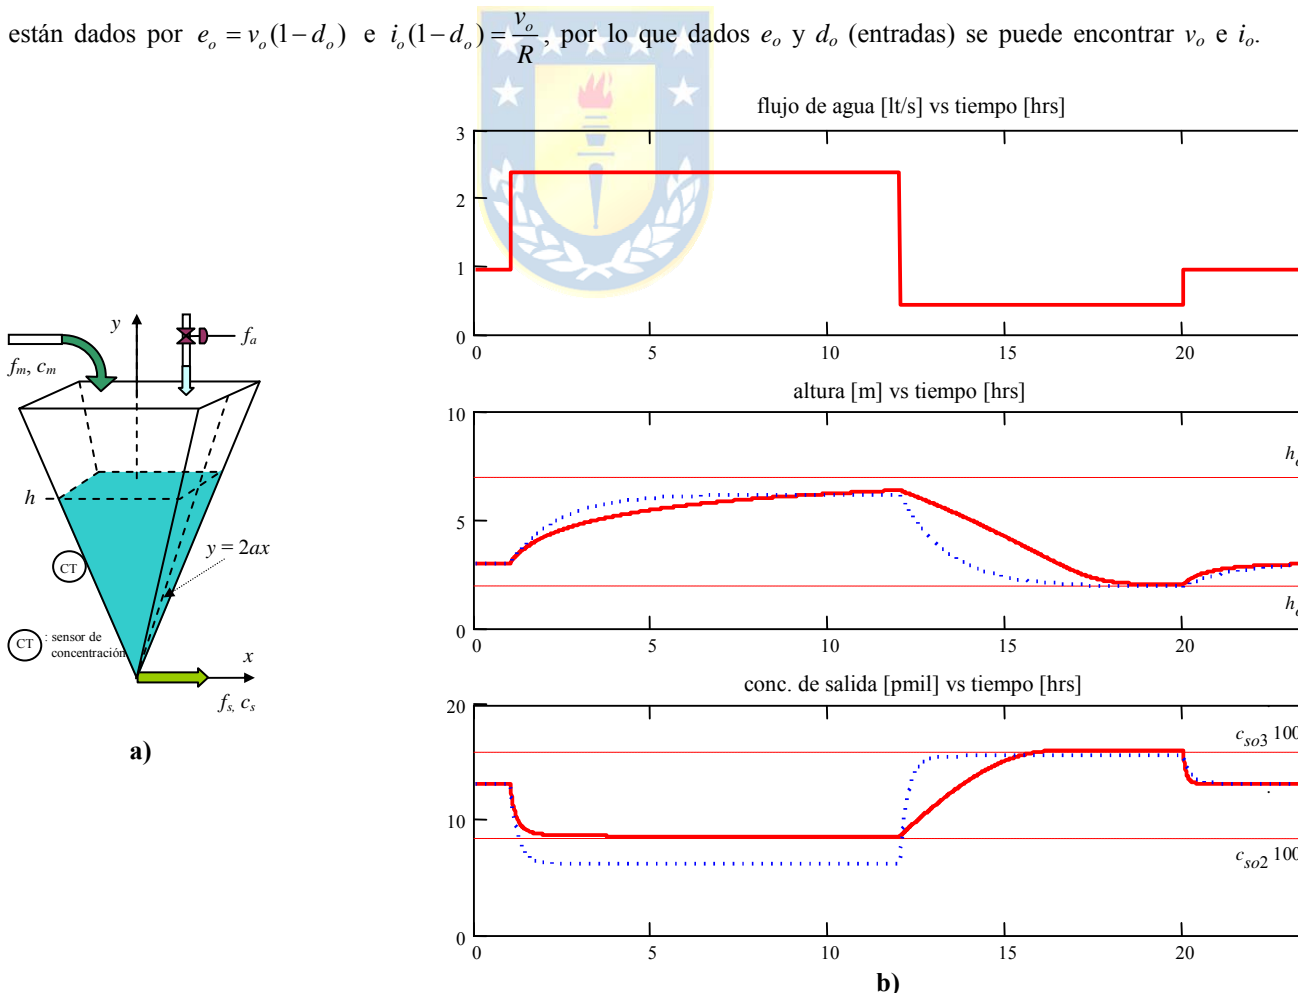 están dados por e_o = v_o(1−d_o) e i_o(1−d_o) = v_o/R, por lo que dados e_o y d_o (entradas) se puede encontrar v_o e i_o.
flujo de agua [lt/s] vs tiempo [hrs]
3
2
1
0
0 5 10 15 20
y
f_a
f_m, c_m
h
y = 2ax
CT
CT : sensor de
concentración
x
f_s, c_s
a)
altura [m] vs tiempo [hrs]
10
5
0
h
h
0 5 10 15 20
conc. de salida [pmil] vs tiempo [hrs]
20
10
0
c_so3 100
c_so2 100
0 5 10 15 20
b)